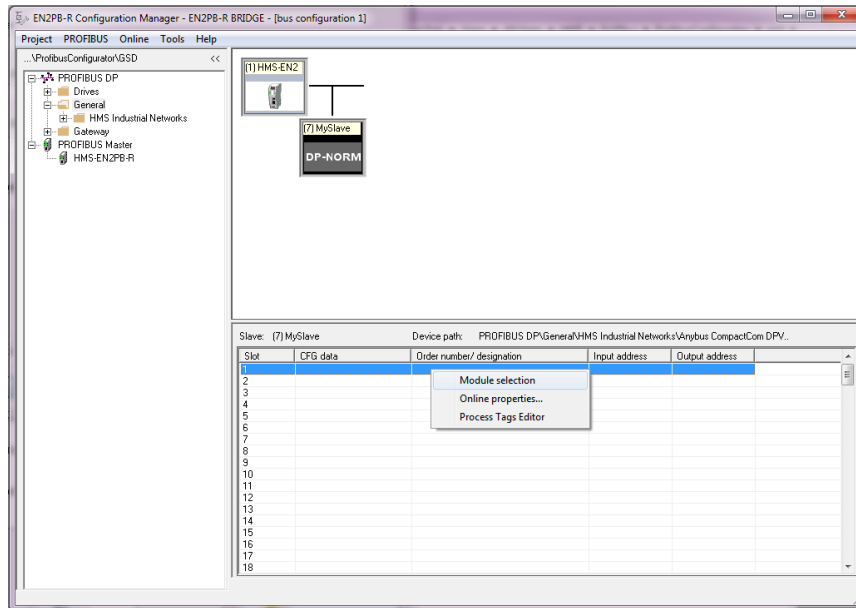 EN2PB-R Configuration Manager - EN2PB-R BRIDGE - [bus configuration 1]
Project PROFIBUS Online Tools Help
...\ProfibusConfigurator\GSD <<
PROFIBUS DP
Drives
General
HMS Industrial Networks
Gateway
PROFIBUS Master
HMS-EN2PB-R
(1) HMS-EN2
(7) MySlave
DP-NORM
Slave: (7) MySlave Device path: PROFIBUS DP\General\HMS Industrial Networks\Anybus CompactCom DPV..
Slot CFG data Order number/ designation Input address Output address
1
Module selection
2
3
Online properties...
4
5
Process Tags Editor
6
7
8
9
10
11
12
13
14
15
16
17
18